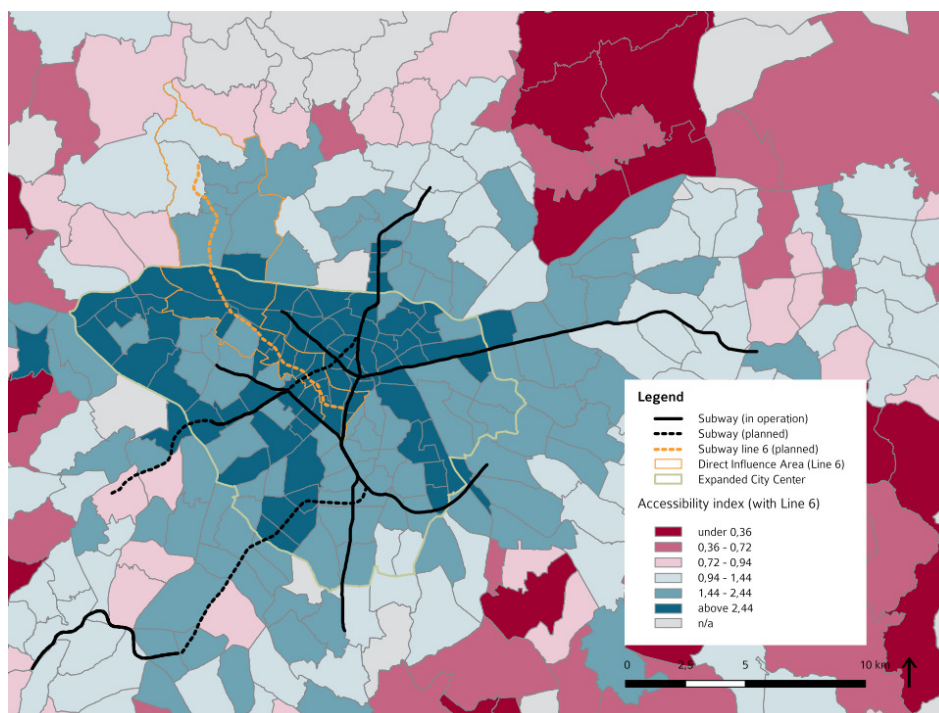 Legend
Subway (in operation)
Subway (planned)
Subway line 6 (planned)
Direct Influence Area (Line 6)
Expanded City Center
Accessibility index (with Line 6)
under 0,36
0,36 - 0,72
0,72 - 0,94
0,94 - 1,44
1,44 - 2,44
above 2,44
n/a
0 2,5 5 10 km